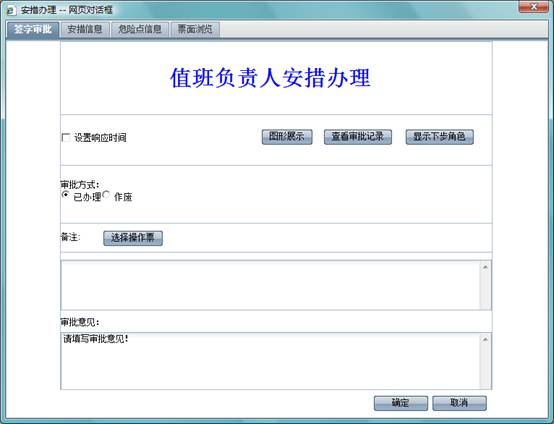 安措办理 -- 网页对话框
签字审批 安措信息 危险点信息 票面浏览
值班负责人安措办理
设置响应时间 图形展示 查看审批记录 显示下步角色
审批方式：
已办理 作废
备注: 选择操作票
审批意见：
请填写审批意见!
确定 取消